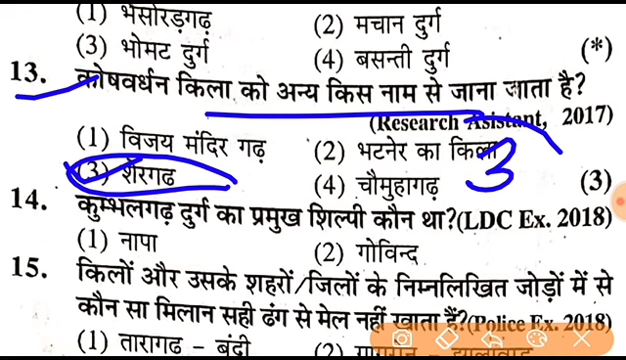 (1) भैंसोरड़गढ़ (2) मचान दुर्ग
(3) भोमट दुर्ग (4) बसन्ती दुर्ग (*)
13. कोषवर्धन किला को अन्य किस नाम से जाना जाता है?
(Research Asistant, 2017)
(1) विजय मंदिर गढ़ (2) भटनेर का किला
(3) शेरगढ (4) चौमुहागढ़ (3)
3
14. कुम्भलगढ़ दुर्ग का प्रमुख शिल्पी कौन था?(LDC Ex. 2018)
(1) नापा (2) गोविन्द
15. किलों और उसके शहरों/जिलों के निम्नलिखित जोड़ों में से
कौन सा मिलान सही ढंग से मेल नहीं खाता हैं?(Police Ex. 2018)
(1) तारागढ – बूंदी (2)